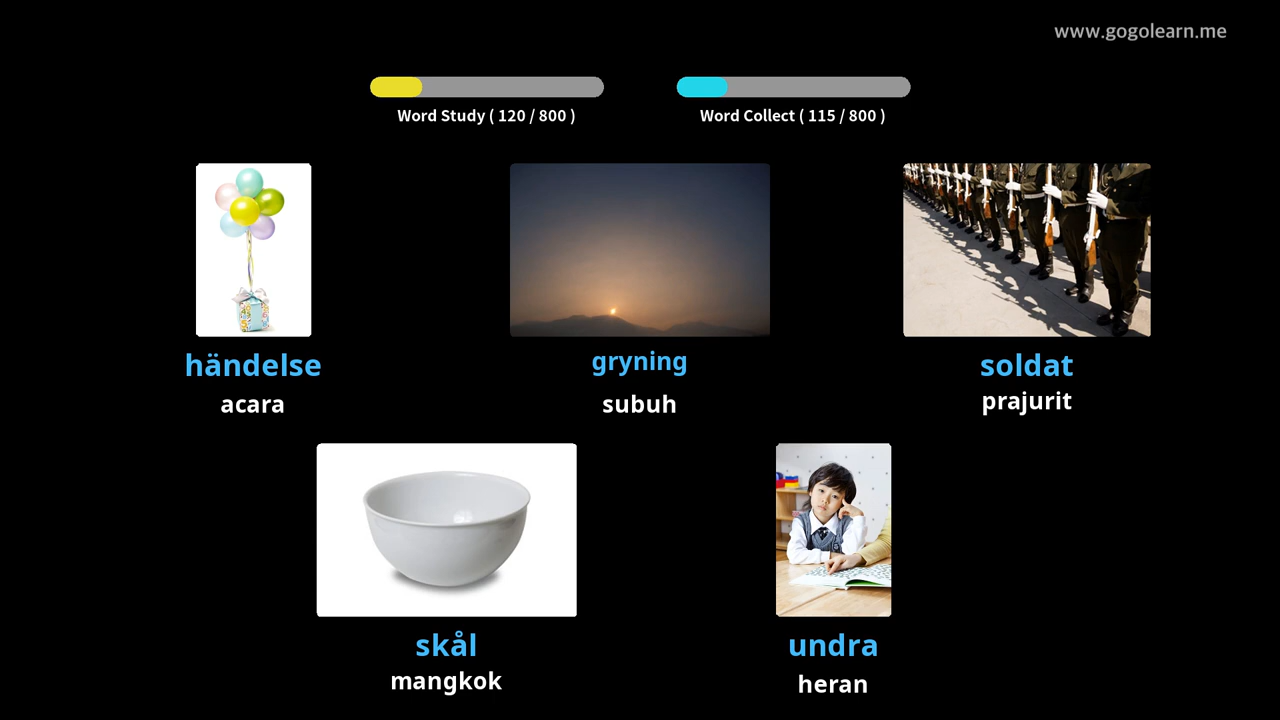 www.gogolearn.me
Word Study ( 120 / 800 )
Word Collect ( 115 / 800 )
händelse
acara
gryning
subuh
soldat
prajurit
skål
mangkok
undra
heran